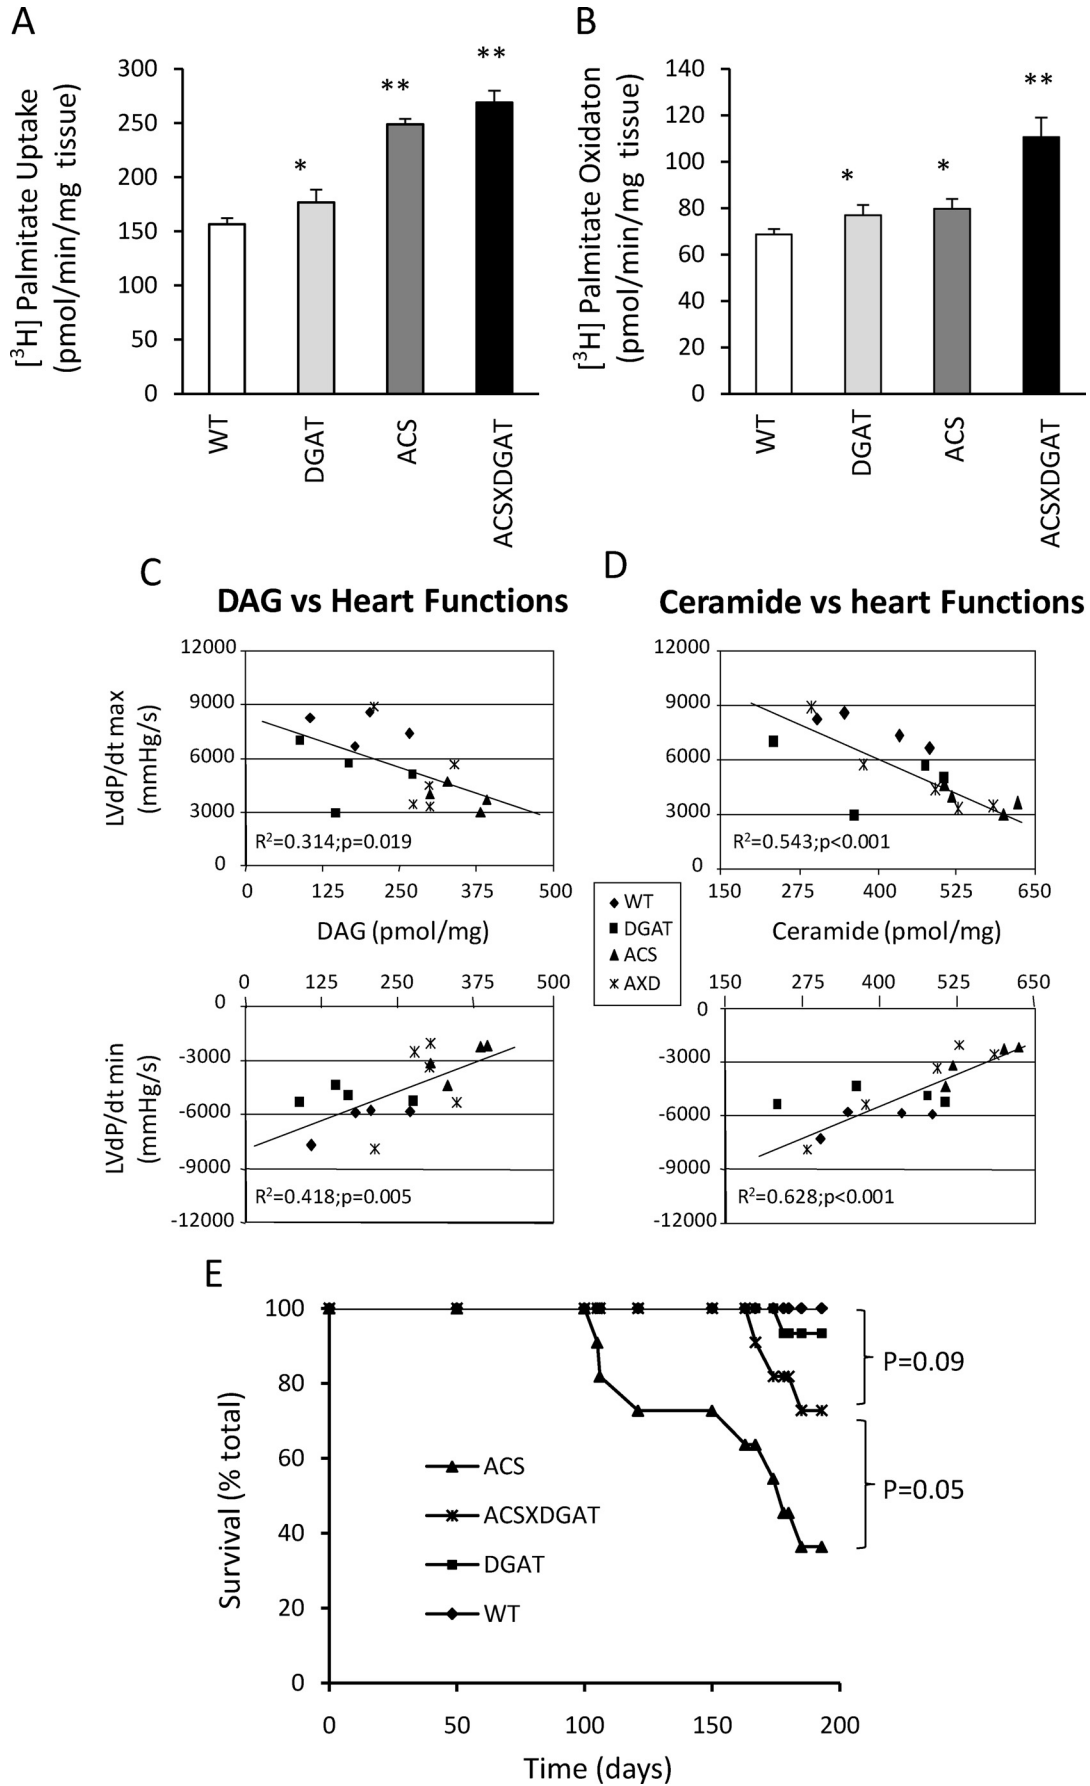 A
[³H] Palmitate Uptake
(pmol/min/mg tissue)
300
250
200
150
100
50
0
*
**
**
WT
DGAT
ACS
ACSXDGAT
B
[³H] Palmitate Oxidaton
(pmol/min/mg tissue)
140
120
100
80
60
40
20
0
*
*
**
WT
DGAT
ACS
ACSXDGAT
C
DAG vs Heart Functions
LVdP/dt max
(mmHg/s)
12000
9000
6000
3000
0
R²=0.314;p=0.019
0 125 250 375 500
DAG (pmol/mg)
0 125 250 375 500
LVdP/dt min
(mmHg/s)
0
-3000
-6000
-9000
-12000
R²=0.418;p=0.005
D
Ceramide vs heart Functions
12000
9000
6000
3000
0
R²=0.543;p<0.001
150 275 400 525 650
Ceramide (pmol/mg)
WT
DGAT
ACS
AXD
150 275 400 525 650
0
-3000
-6000
-9000
-12000
R²=0.628;p<0.001
E
Survival (% total)
100
80
60
40
20
0
ACS
ACSXDGAT
DGAT
WT
P=0.09
P=0.05
0 50 100 150 200
Time (days)